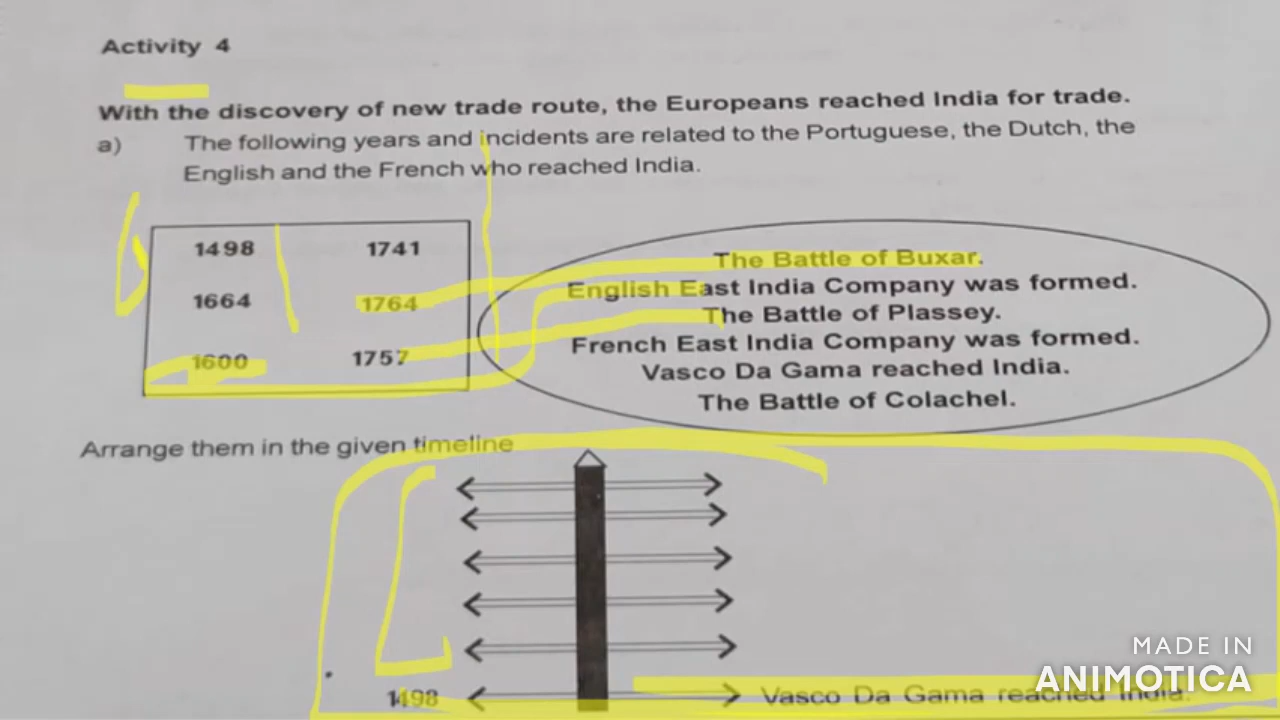 Activity 4
With the discovery of new trade route, the Europeans reached India for trade.
a) The following years and incidents are related to the Portuguese, the Dutch, the
English and the French who reached India.
1498 1741
1664 1764
1600 1757
The Battle of Buxar.
English East India Company was formed.
The Battle of Plassey.
French East India Company was formed.
Vasco Da Gama reached India.
The Battle of Colachel.
Arrange them in the given timeline
1498 Vasco Da Gama reached India.
MADE IN
ANIMOTICA